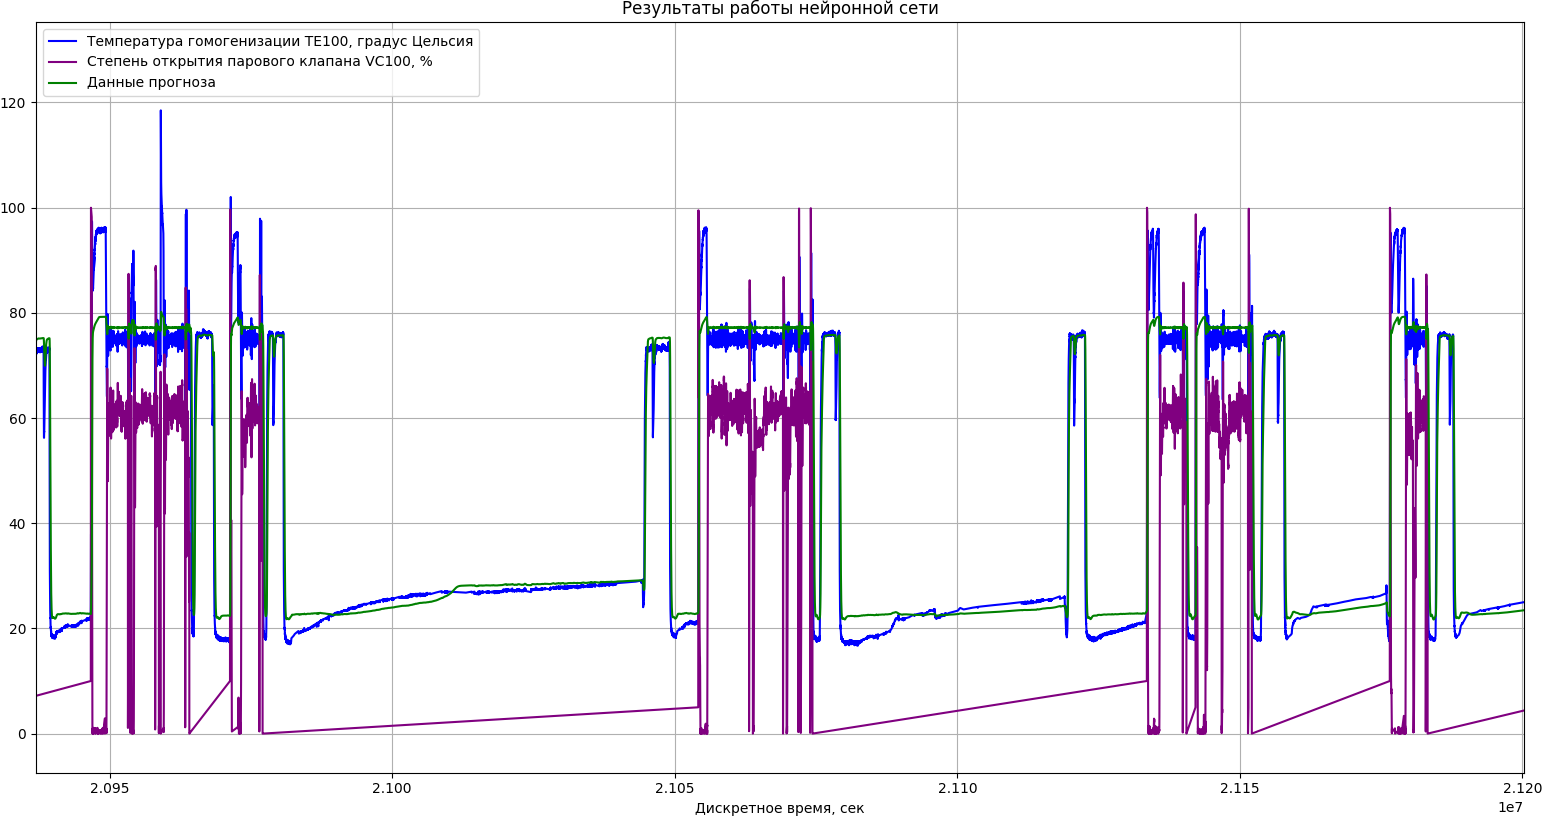 Результаты работы нейронной сети
Температура гомогенизации TE100, градус Цельсия
Степень открытия парового клапана VC100, %
Данные прогноза
120
100
80
60
40
20
0
2.095 2.100 2.105 2.110 2.115 2.120
Дискретное время, сек
1e7